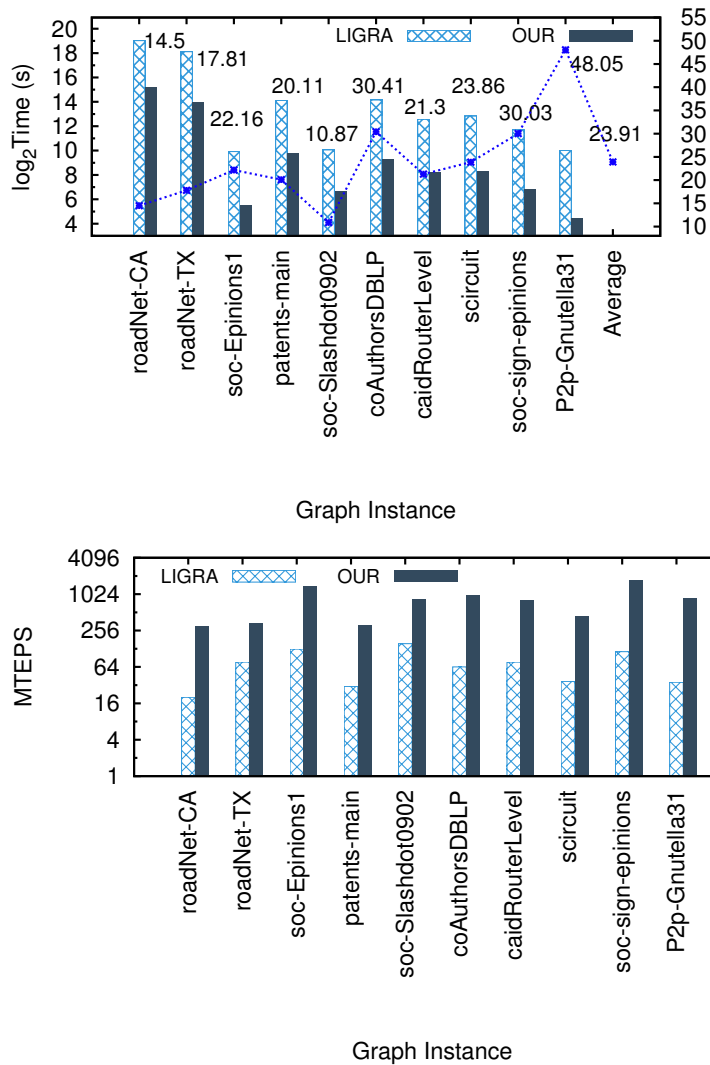 LIGRA OUR
log2Time (s)
20
18
16
14
12
10
8
6
4
55
50
45
40
35
30
25
20
15
10
14.5
17.81
22.16
20.11
10.87
30.41
21.3
23.86
30.03
48.05
23.91
roadNet-CA
roadNet-TX
soc-Epinions1
patents-main
soc-Slashdot0902
coAuthorsDBLP
caidRouterLevel
scircuit
soc-sign-epinions
P2p-Gnutella31
Average
Graph Instance
LIGRA OUR
MTEPS
4096
1024
256
64
16
4
1
roadNet-CA
roadNet-TX
soc-Epinions1
patents-main
soc-Slashdot0902
coAuthorsDBLP
caidRouterLevel
scircuit
soc-sign-epinions
P2p-Gnutella31
Graph Instance